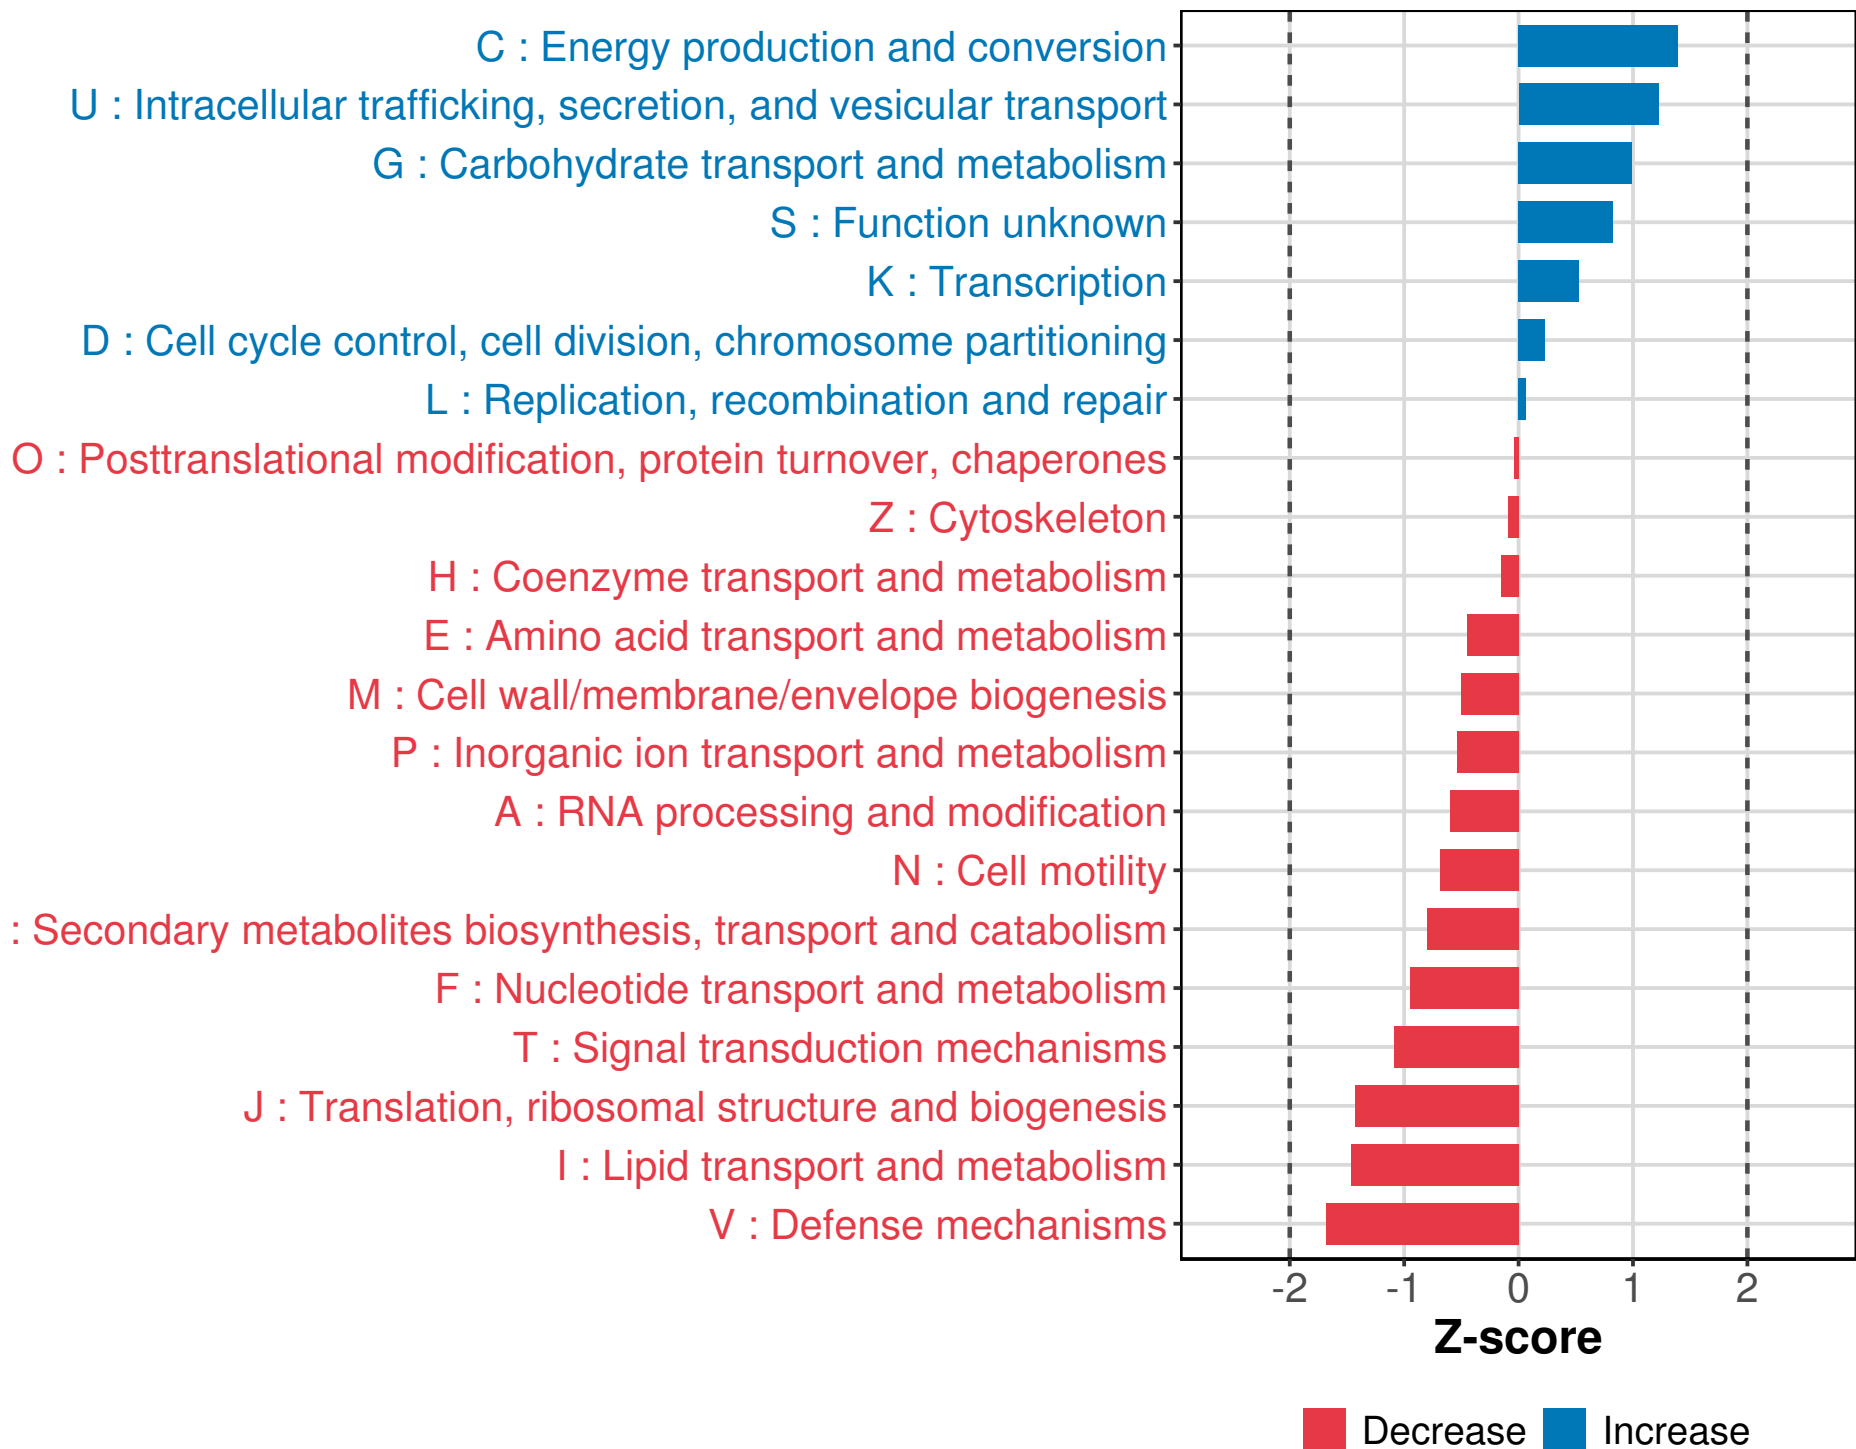 C : Energy production and conversion
U : Intracellular trafficking, secretion, and vesicular transport
G : Carbohydrate transport and metabolism
S : Function unknown
K : Transcription
D : Cell cycle control, cell division, chromosome partitioning
L : Replication, recombination and repair
O : Posttranslational modification, protein turnover, chaperones
Z : Cytoskeleton
H : Coenzyme transport and metabolism
E : Amino acid transport and metabolism
M : Cell wall/membrane/envelope biogenesis
P : Inorganic ion transport and metabolism
A : RNA processing and modification
N : Cell motility
: Secondary metabolites biosynthesis, transport and catabolism
F : Nucleotide transport and metabolism
T : Signal transduction mechanisms
J : Translation, ribosomal structure and biogenesis
I : Lipid transport and metabolism
V : Defense mechanisms
-2 -1 0 1 2
Z-score
Decrease Increase